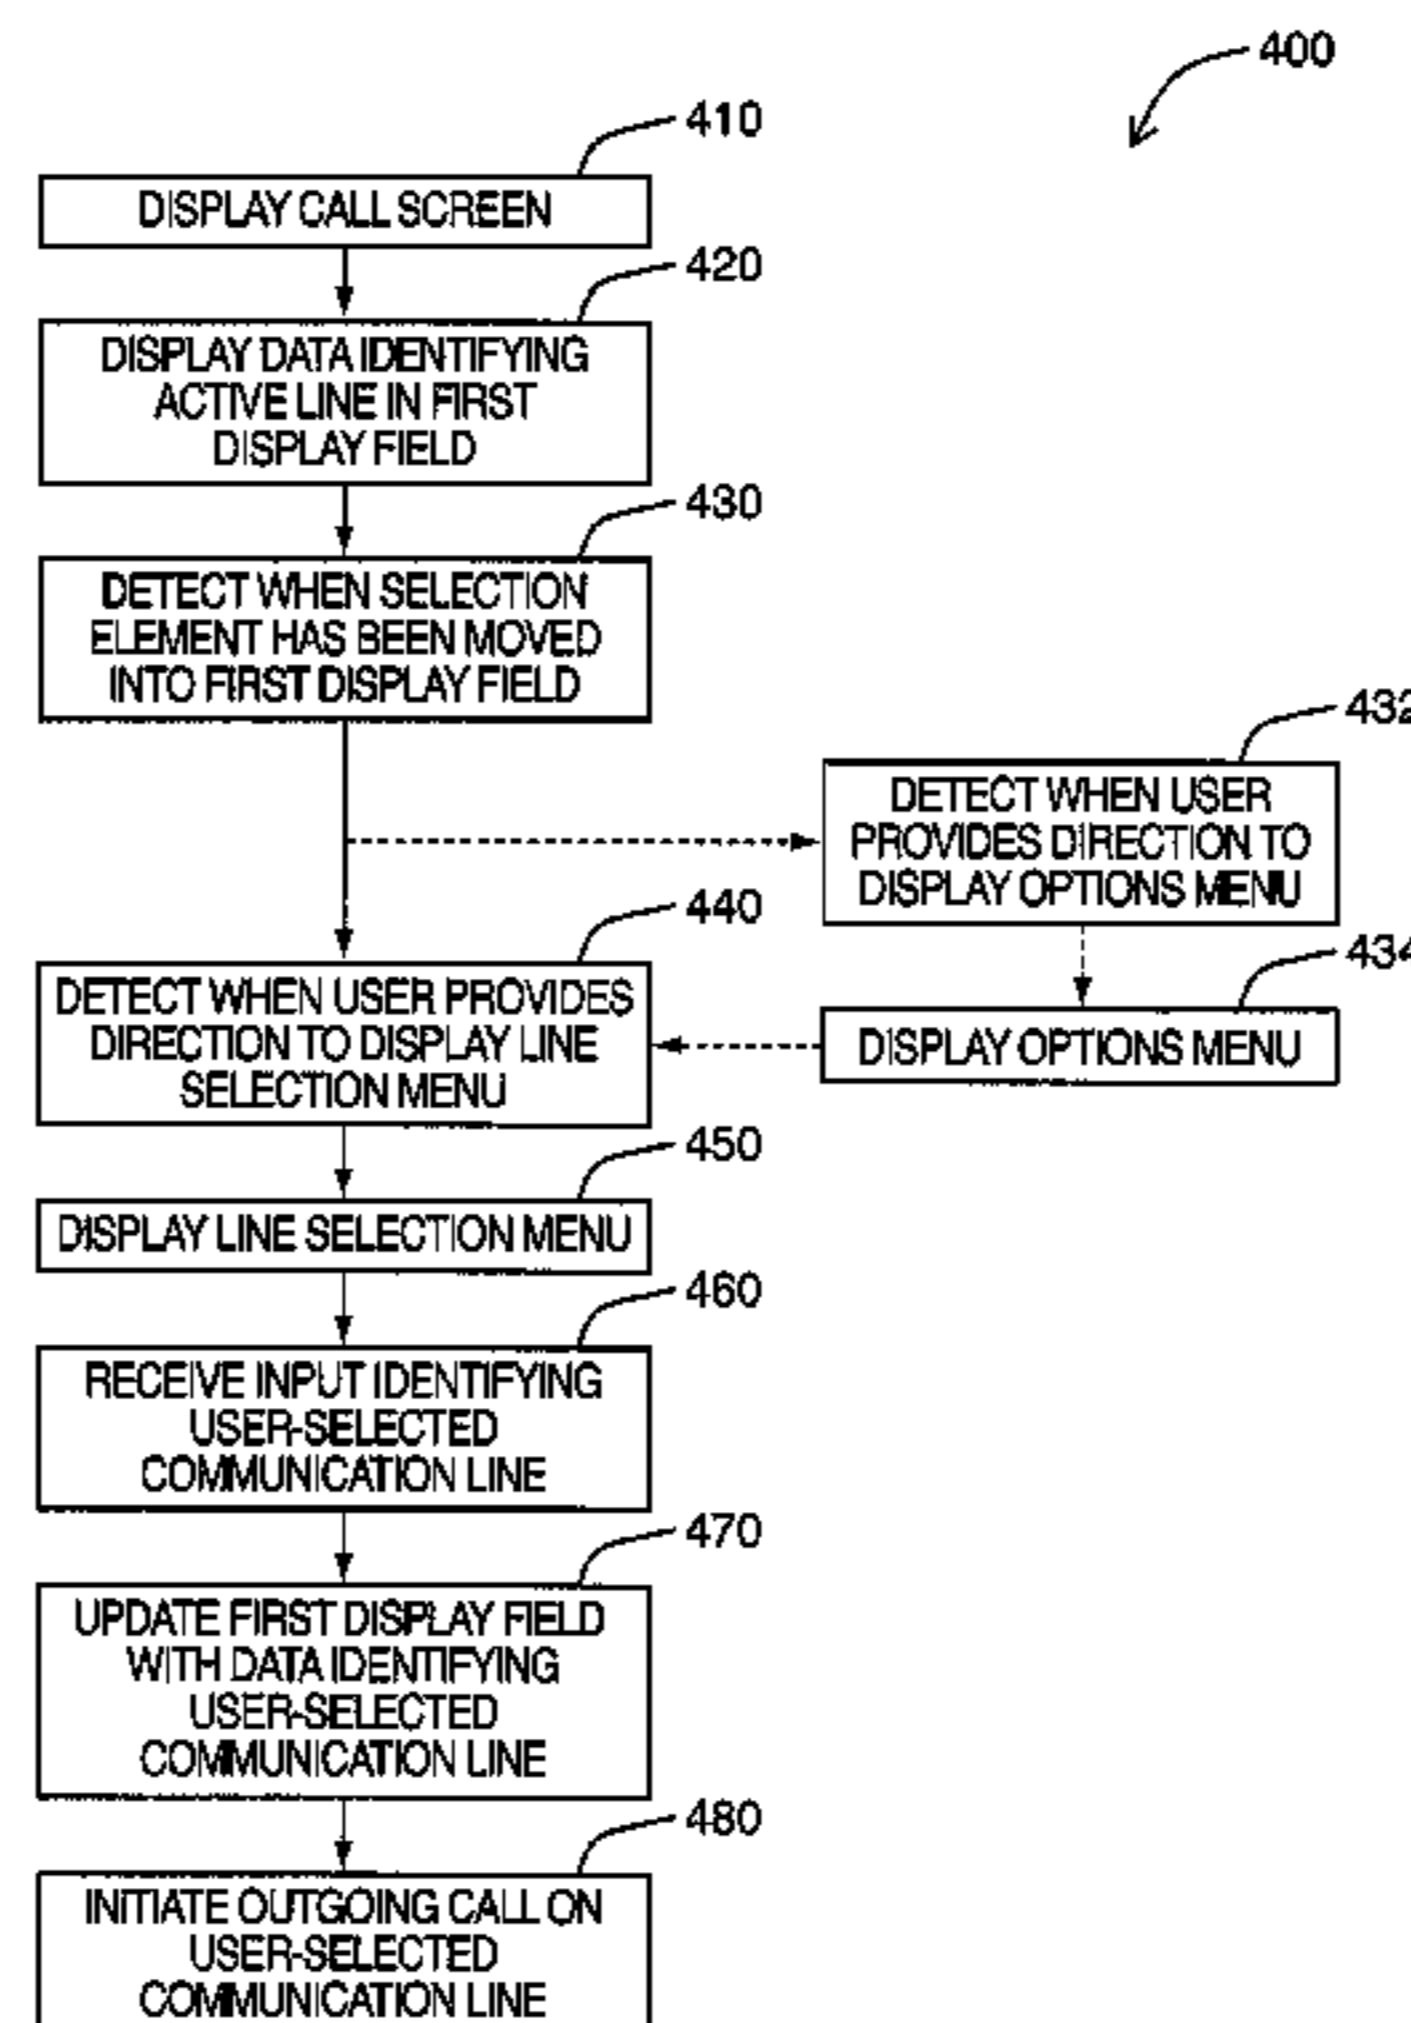 400
410
DISPLAY CALL SCREEN
420
DISPLAY DATA IDENTIFYING
ACTIVE LINE IN FIRST
DISPLAY FIELD
430
DETECT WHEN SELECTION
ELEMENT HAS BEEN MOVED
INTO FIRST DISPLAY FIELD
432
DETECT WHEN USER
PROVIDES DIRECTION TO
DISPLAY OPTIONS MENU
434
DISPLAY OPTIONS MENU
440
DETECT WHEN USER PROVIDES
DIRECTION TO DISPLAY LINE
SELECTION MENU
450
DISPLAY LINE SELECTION MENU
460
RECEIVE INPUT IDENTIFYING
USER-SELECTED
COMMUNICATION LINE
470
UPDATE FIRST DISPLAY FIELD
WITH DATA IDENTIFYING
USER-SELECTED
COMMUNICATION LINE
480
INITIATE OUTGOING CALL ON
USER-SELECTED
COMMUNICATION LINE